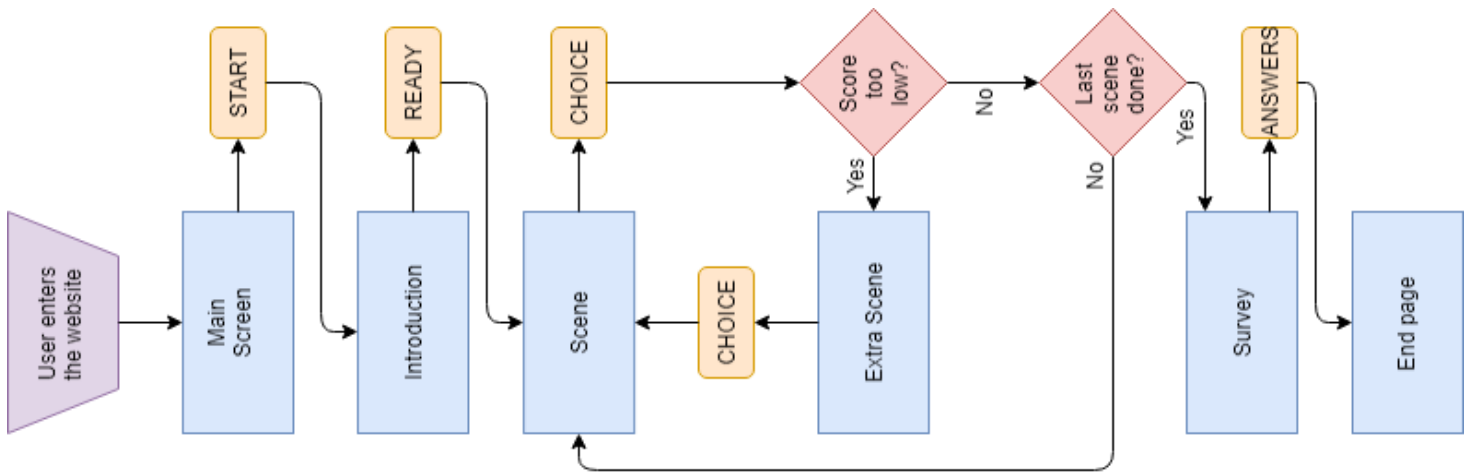 User enters
the website
Main
Screen
START
Introduction
READY
Scene
CHOICE
CHOICE
Extra Scene
Score
too
low?
Yes
No
Last
scene
done?
No
Yes
Survey
ANSWERS
End page